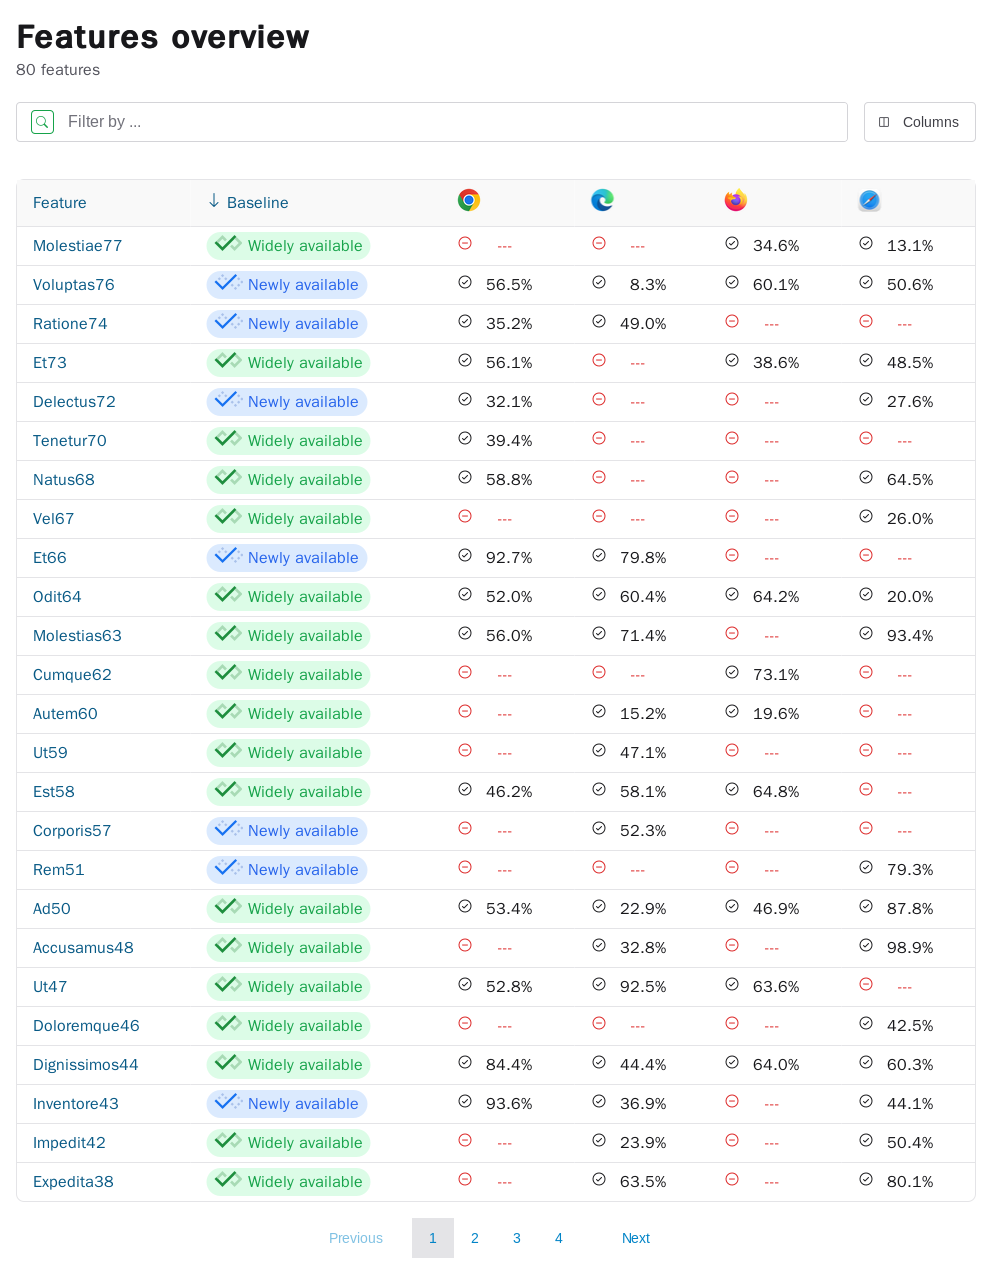 Features overview
80 features
Filter by ...
Columns
Feature Baseline
Molestiae77 Widely available --- --- 34.6% 13.1%
Voluptas76 Newly available 56.5% 8.3% 60.1% 50.6%
Ratione74 Newly available 35.2% 49.0% --- ---
Et73 Widely available 56.1% --- 38.6% 48.5%
Delectus72 Newly available 32.1% --- --- 27.6%
Tenetur70 Widely available 39.4% --- --- ---
Natus68 Widely available 58.8% --- --- 64.5%
Vel67 Widely available --- --- --- 26.0%
Et66 Newly available 92.7% 79.8% --- ---
Odit64 Widely available 52.0% 60.4% 64.2% 20.0%
Molestias63 Widely available 56.0% 71.4% --- 93.4%
Cumque62 Widely available --- --- 73.1% ---
Autem60 Widely available --- 15.2% 19.6% ---
Ut59 Widely available --- 47.1% --- ---
Est58 Widely available 46.2% 58.1% 64.8% ---
Corporis57 Newly available --- 52.3% --- ---
Rem51 Newly available --- --- --- 79.3%
Ad50 Widely available 53.4% 22.9% 46.9% 87.8%
Accusamus48 Widely available --- 32.8% --- 98.9%
Ut47 Widely available 52.8% 92.5% 63.6% ---
Doloremque46 Widely available --- --- --- 42.5%
Dignissimos44 Widely available 84.4% 44.4% 64.0% 60.3%
Inventore43 Newly available 93.6% 36.9% --- 44.1%
Impedit42 Widely available --- 23.9% --- 50.4%
Expedita38 Widely available --- 63.5% --- 80.1%
Previous 1 2 3 4 Next